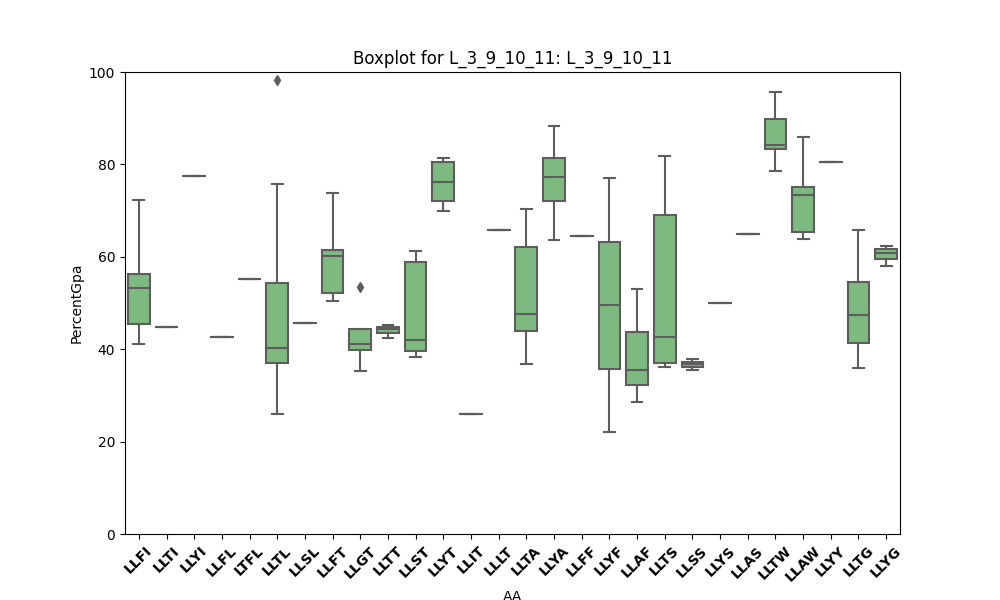 Boxplot for L_3_9_10_11: L_3_9_10_11
PercentGpa
100
80
60
40
20
0
LLFI LLTI LLYI LLFL LTFL LLTL LLSL LLFT LLGT LLTT LLST LLYT LLIT LLLT LLTA LLYA LLFF LLYF LLAF LLTS LLSS LLYS LLAS LLTW LLAW LLYY LLTG LLYG
AA